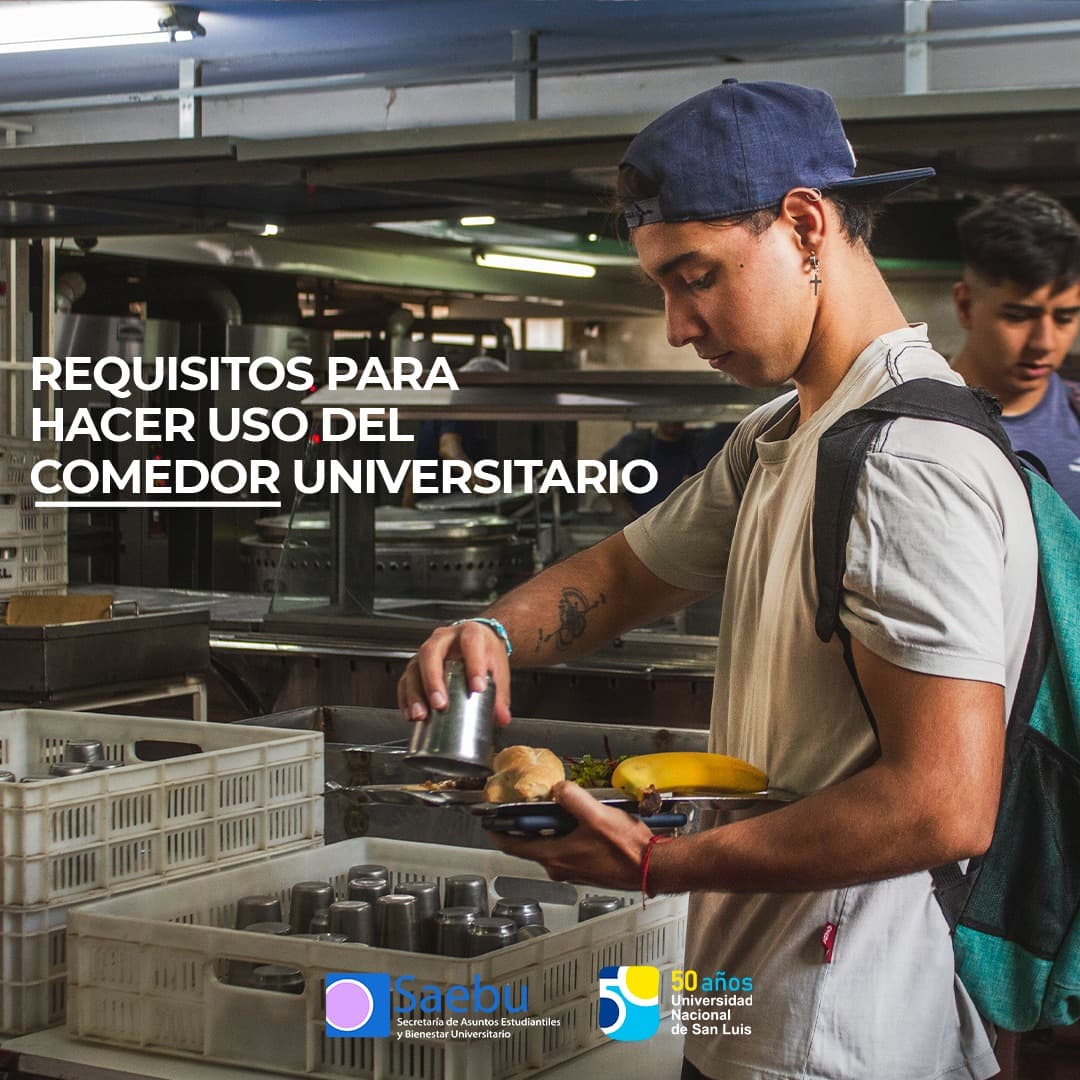 REQUISITOS PARA
HACER USO DEL
COMEDOR UNIVERSITARIO
Saebu
Secretaría de Asuntos Estudiantiles
y Bienestar Universitario
50 años
Universidad
Nacional
de San Luis